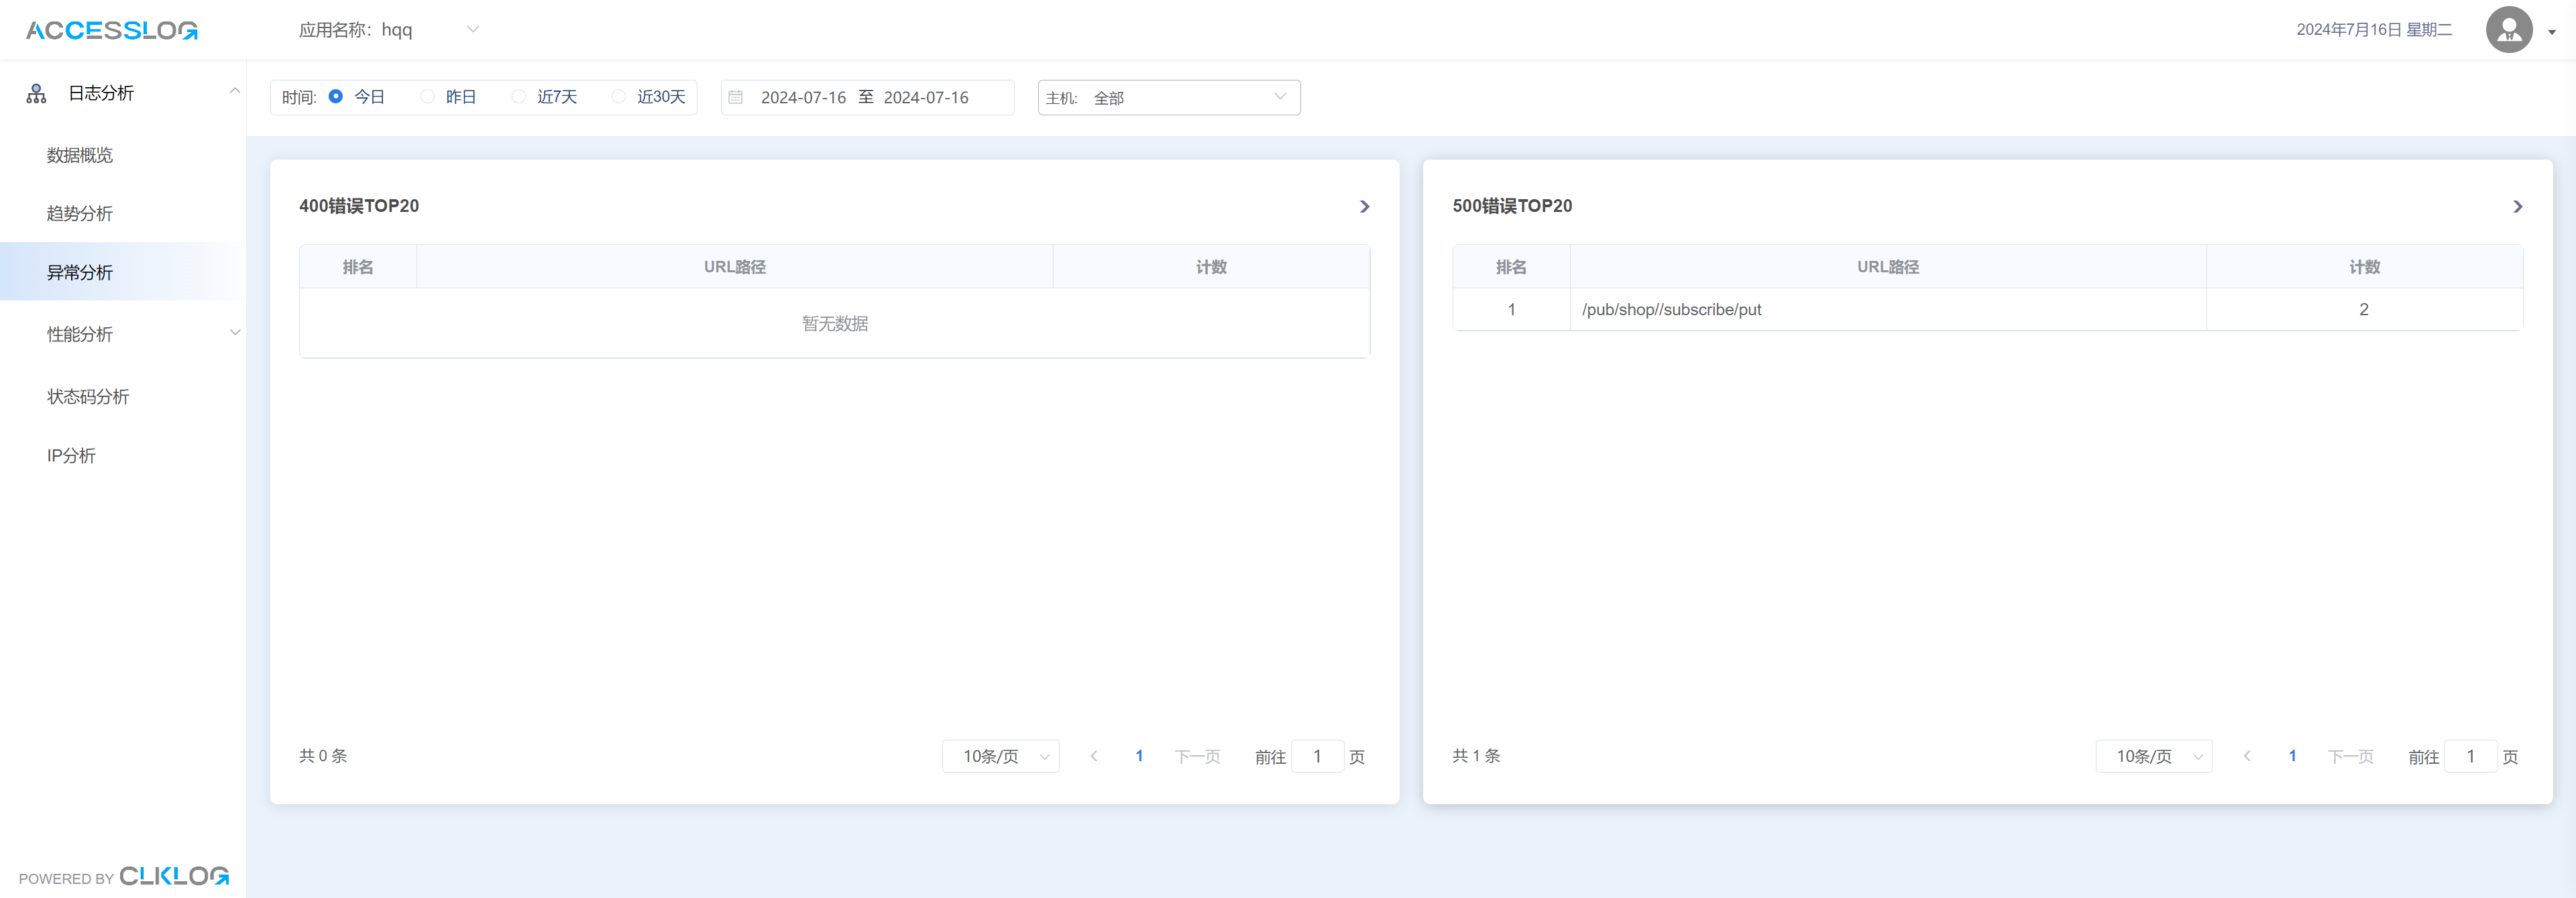 ACCESSLOG
应用名称: hqq
2024年7月16日 星期二
日志分析
数据概览
趋势分析
异常分析
性能分析
状态码分析
IP分析
POWERED BY CLKLOG
时间: 今日 昨日 近7天 近30天
2024-07-16 至 2024-07-16
主机: 全部
400错误TOP20
排名 URL路径 计数
暂无数据
共 0 条
10条/页 1 下一页 前往 1 页
500错误TOP20
排名 URL路径 计数
1 /pub/shop//subscribe/put 2
共 1 条
10条/页 1 下一页 前往 1 页